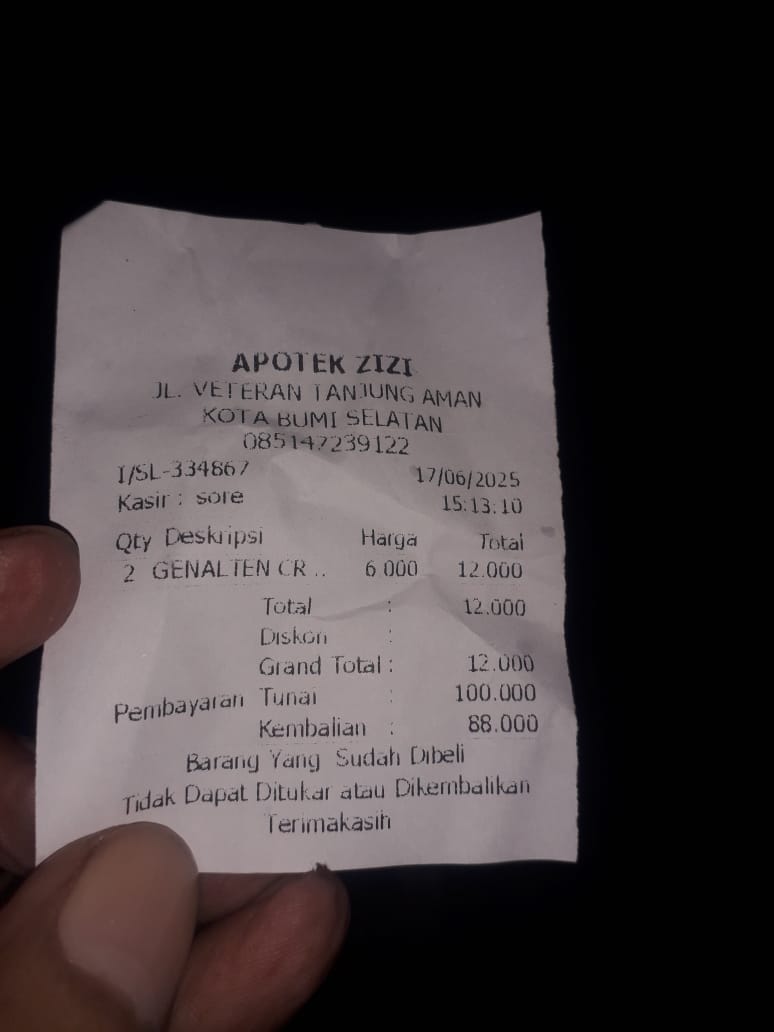 APOTEK ZIZI
JL. VETERAN TANJUNG AMAN
KOTA BUMI SELATAN
085147239122
I/SL-334867 17/06/2025
Kasir : sore 15:13:10
Qty Deskripsi Harga Total
2 GENALTEN CR .. 6.000 12.000
Total : 12.000
Diskon :
Grand Total : 12.000
Pembayaran Tunai : 100.000
Kembalian : 88.000
Barang Yang Sudah Dibeli
Tidak Dapat Ditukar atau Dikembalikan
Terimakasih